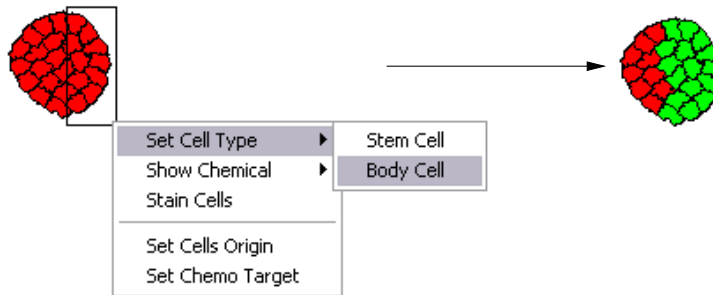 Set Cell Type
Stem Cell
Show Chemical
Body Cell
Stain Cells
Set Cells Origin
Set Chemo Target